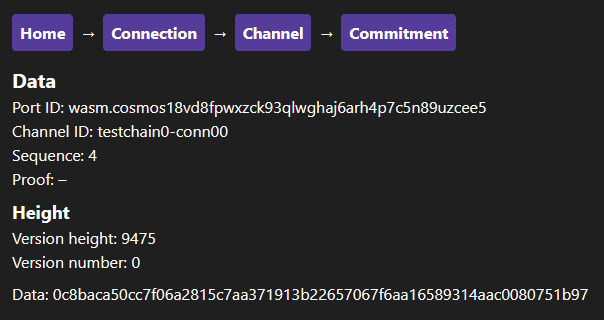 Home → Connection → Channel → Commitment
Data
Port ID: wasm.cosmos18vd8fpwxzck93qlwghaj6arh4p7c5n89uzcee5
Channel ID: testchain0-conn00
Sequence: 4
Proof: –
Height
Version height: 9475
Version number: 0
Data: 0c8baca50cc7f06a2815c7aa371913b22657067f6aa16589314aac0080751b97